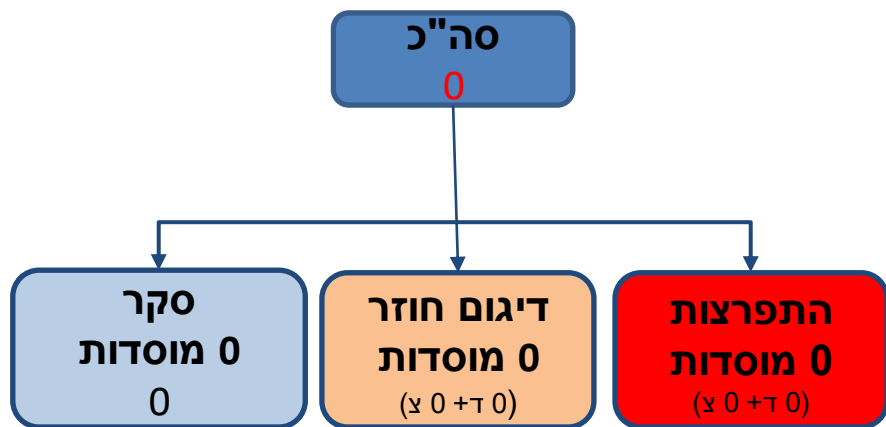 סה"כ
0
התפרצות
0 מוסדות
(0 ד+ 0 צ)
דיגום חוזר
0 מוסדות
(0 ד+ 0 צ)
סקר
0 מוסדות
0